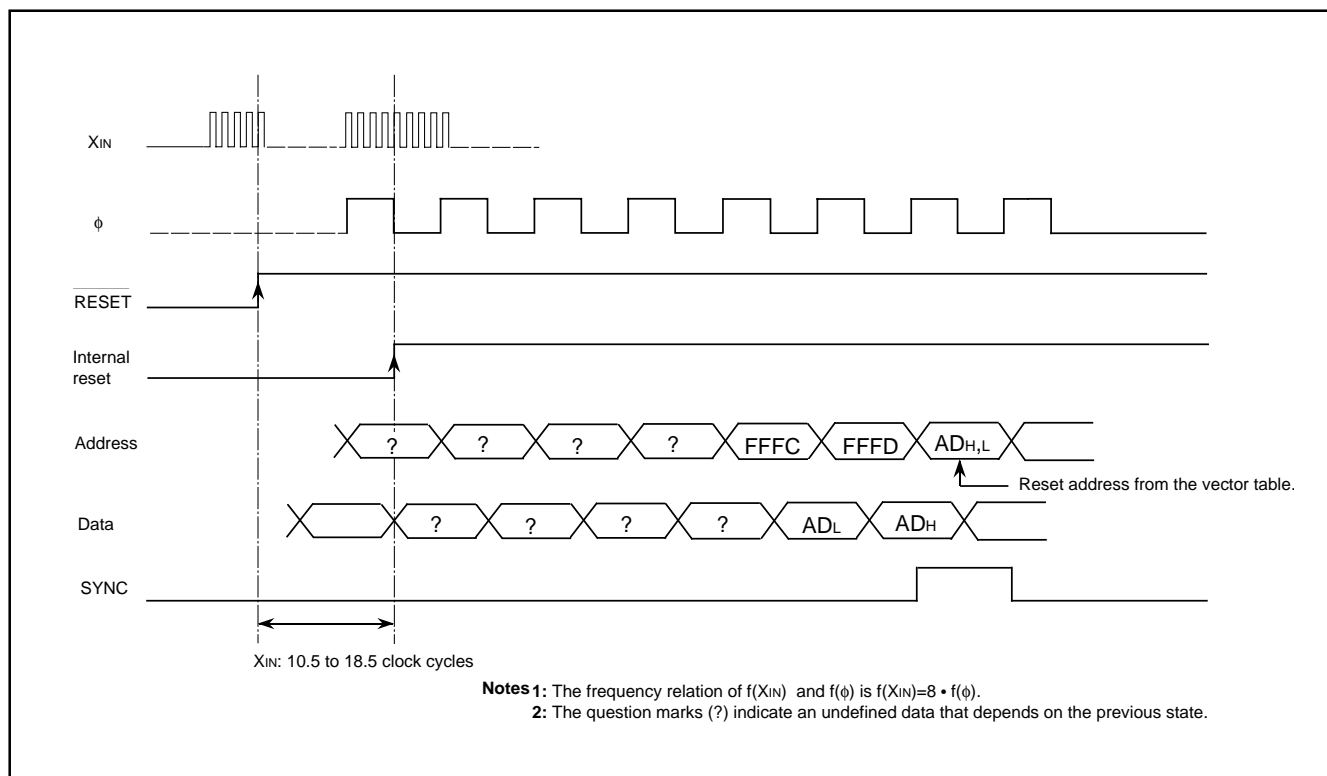 XIN
ϕ
RESET
Internal
reset
Address
? ? ? ? FFFC FFFD ADH,L
Reset address from the vector table.
Data
? ? ? ? ADL ADH
SYNC
XIN: 10.5 to 18.5 clock cycles
Notes 1: The frequency relation of f(XIN) and f(ϕ) is f(XIN)=8 • f(ϕ).
2: The question marks (?) indicate an undefined data that depends on the previous state.